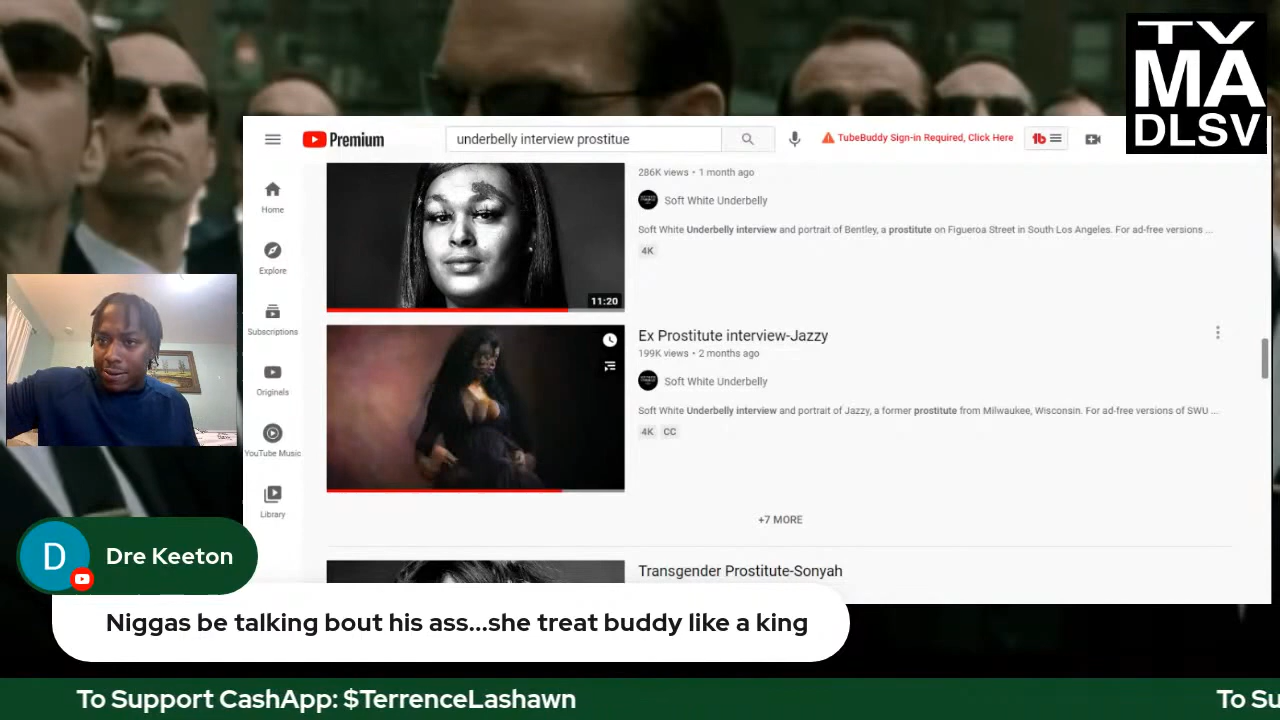 TV
MA
DLSV
Premium
underbelly interview prostitue
TubeBuddy Sign-in Required, Click Here
tb
286K views • 1 month ago
Home
Soft White Underbelly
Soft White Underbelly interview and portrait of Bentley, a prostitute on Figueroa Street in South Los Angeles. For ad-free versions ...
4K
Explore
11:20
Subscriptions
Ex Prostitute interview-Jazzy
199K views • 2 months ago
Soft White Underbelly
Originals
Soft White Underbelly interview and portrait of Jazzy, a former prostitute from Milwaukee, Wisconsin. For ad-free versions of SWU ...
4K CC
YouTube Music
Library
+7 MORE
Transgender Prostitute-Sonyah
D
Dre Keeton
Niggas be talking bout his ass...she treat buddy like a king
To Support CashApp: $TerrenceLashawn
To Su